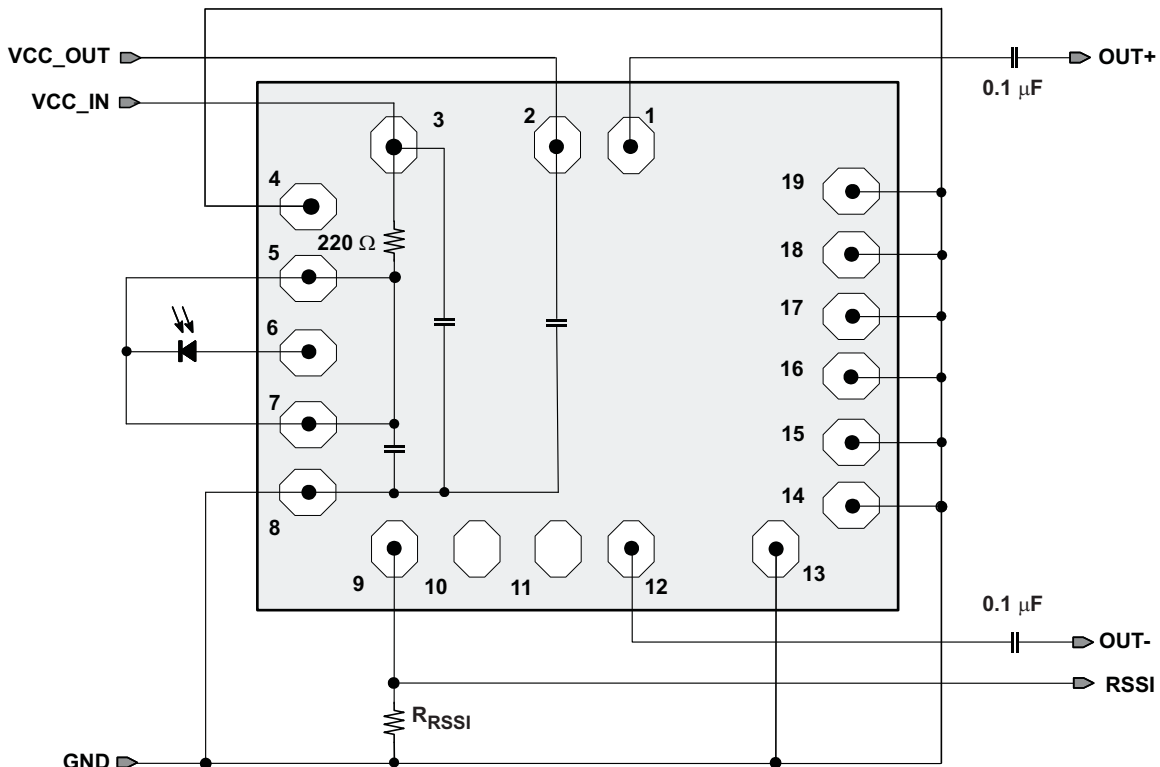 VCC_OUT
OUT+
0.1 μF
VCC_IN
3
2
1
4
19
220 Ω
5
18
17
6
16
7
15
14
8
9
10
11
12
13
0.1 μF
OUT-
RSSI
RRSSI
GND